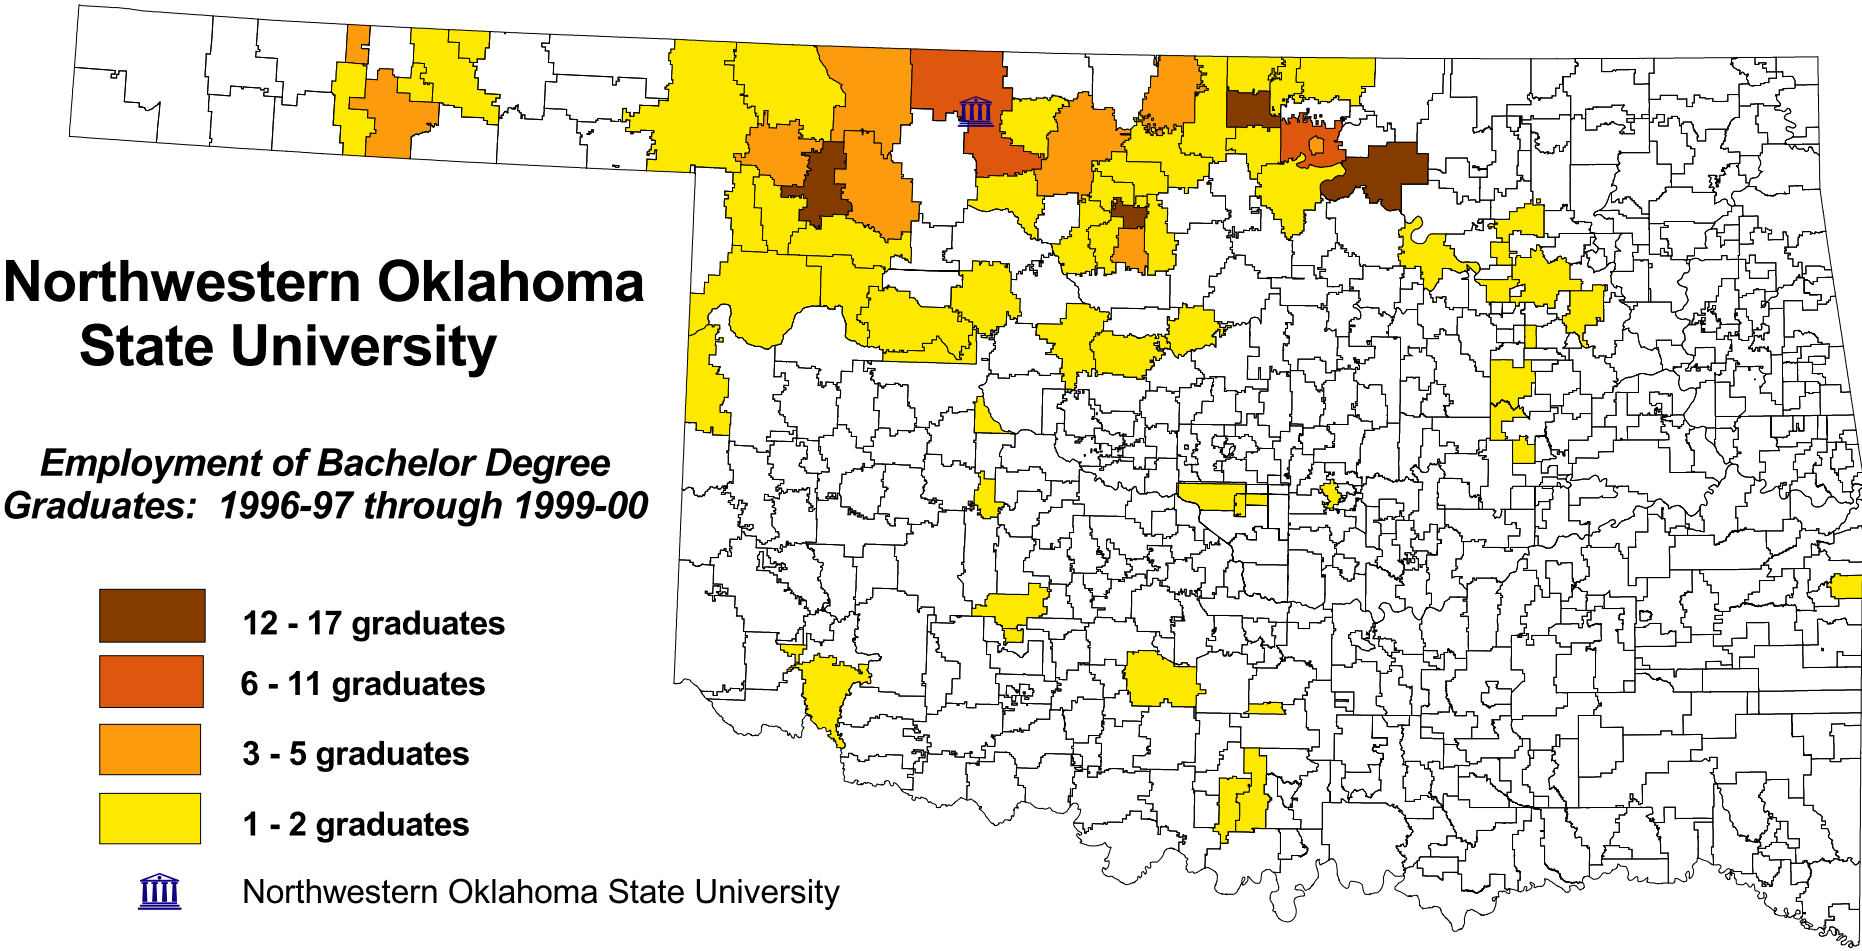 Northwestern Oklahoma
State University
Employment of Bachelor Degree
Graduates: 1996-97 through 1999-00
12 - 17 graduates
6 - 11 graduates
3 - 5 graduates
1 - 2 graduates
Northwestern Oklahoma State University